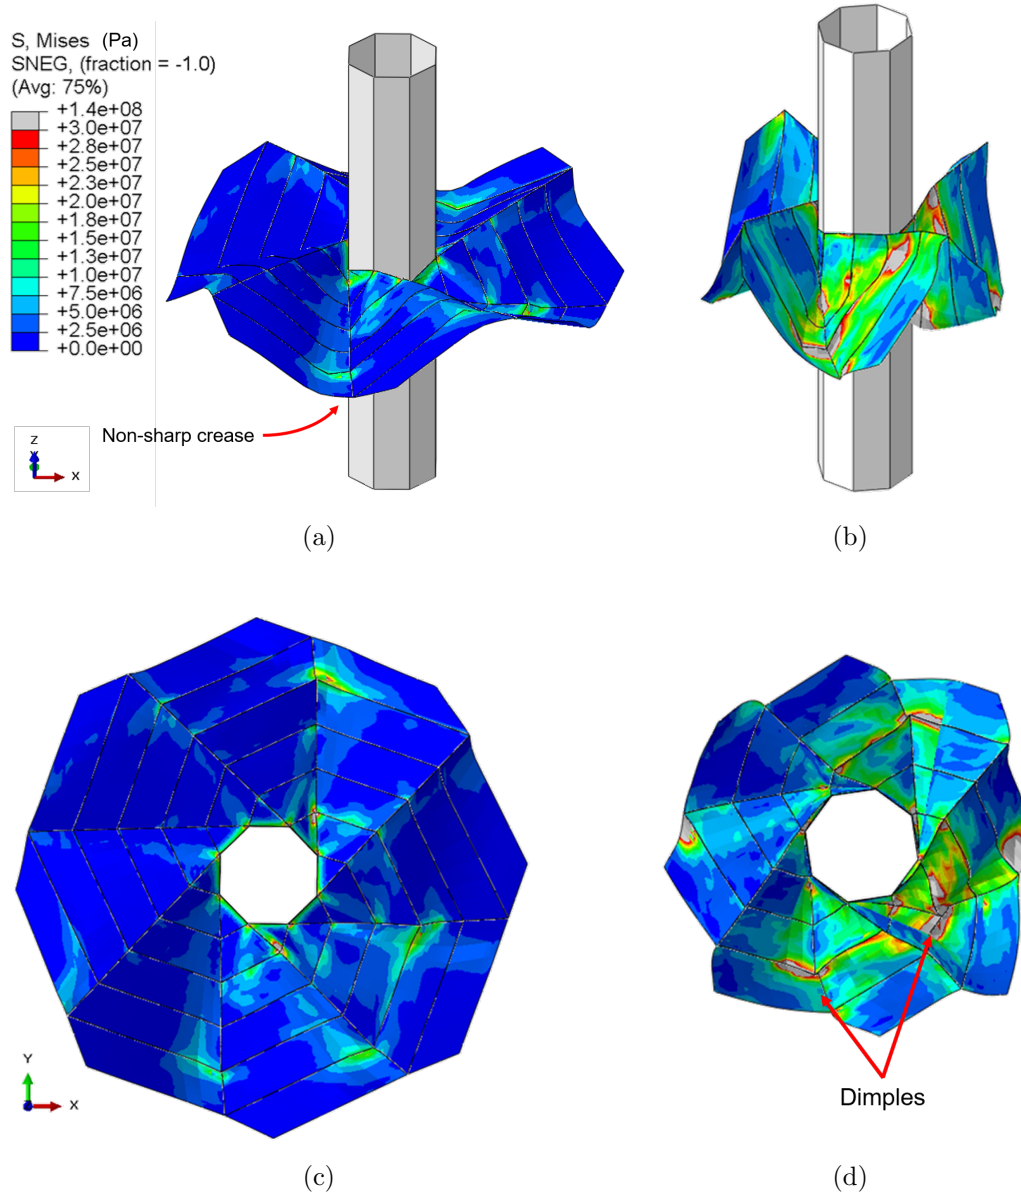 S, Mises (Pa)
SNEG, (fraction = -1.0)
(Avg: 75%)
+1.4e+08
+3.0e+07
+2.8e+07
+2.5e+07
+2.3e+07
+2.0e+07
+1.8e+07
+1.5e+07
+1.3e+07
+1.0e+07
+7.5e+06
+5.0e+06
+2.5e+06
+0.0e+00
Non-sharp crease
Z
Y
X
(a)
(b)
Y
X
Dimples
(c)
(d)